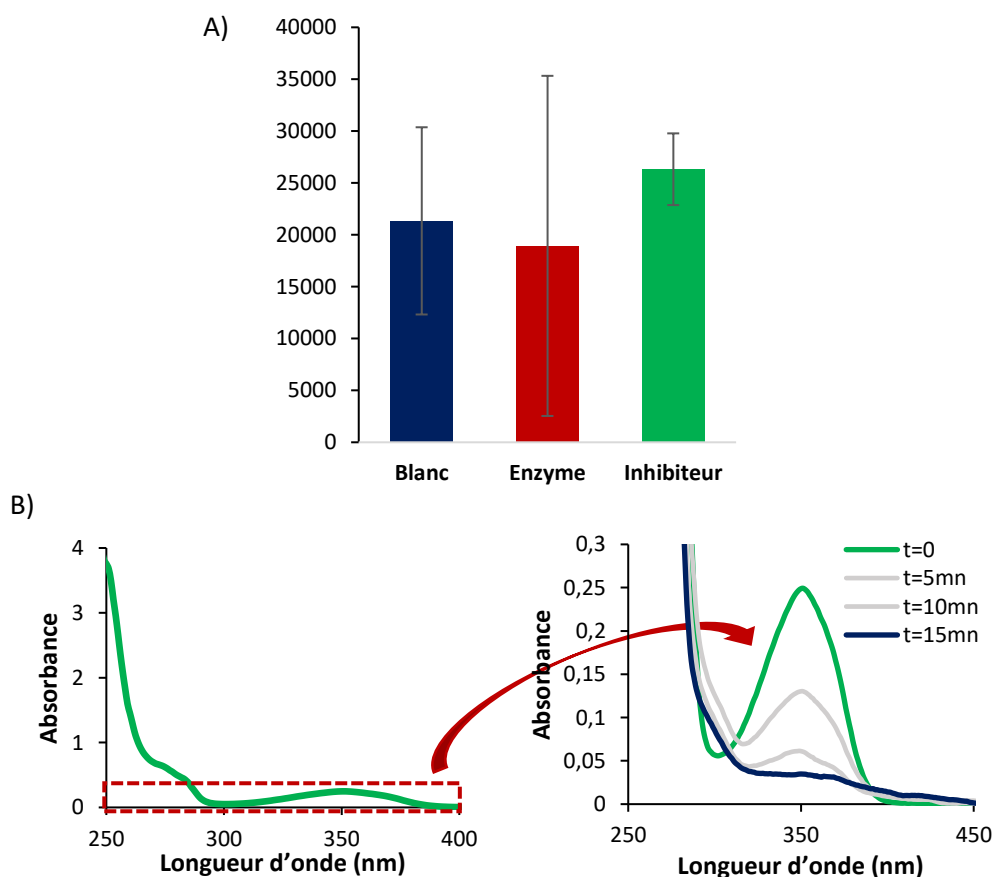 A)
40000
35000
30000
25000
20000
15000
10000
5000
0
Blanc Enzyme Inhibiteur
B)
Absorbance
4
3
2
1
0
250 300 350 400
Longueur d’onde (nm)
Absorbance
0,3
0,25
0,2
0,15
0,1
0,05
0
250 350 450
Longueur d’onde (nm)
t=0
t=5mn
t=10mn
t=15mn